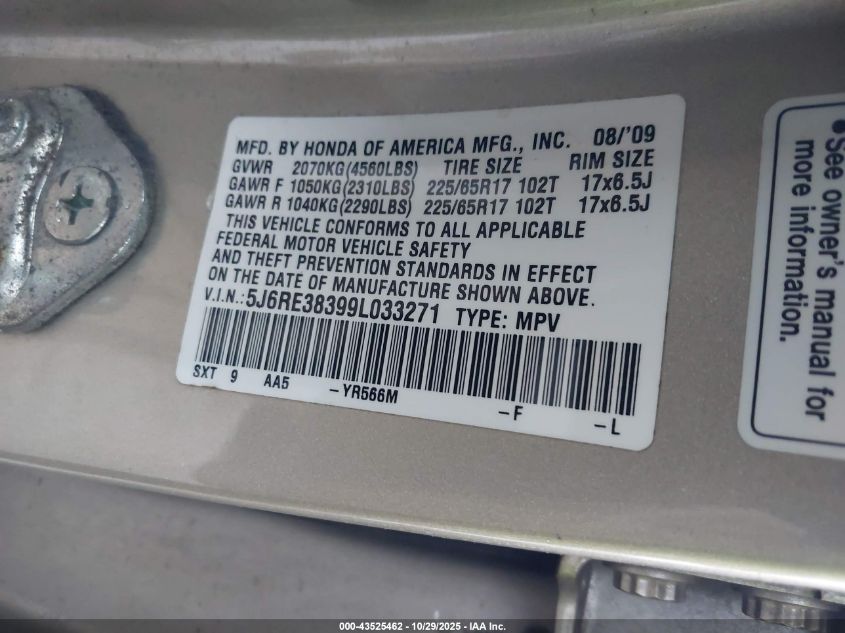 MFD. BY HONDA OF AMERICA MFG., INC. 08/'09
GVWR 2070KG(4560LBS) TIRE SIZE RIM SIZE
GAWR F 1050KG(2310LBS) 225/65R17 102T 17x6.5J
GAWR R 1040KG(2290LBS) 225/65R17 102T 17x6.5J
THIS VEHICLE CONFORMS TO ALL APPLICABLE
FEDERAL MOTOR VEHICLE SAFETY
AND THEFT PREVENTION STANDARDS IN EFFECT
ON THE DATE OF MANUFACTURE SHOWN ABOVE.
V.I.N.:5J6RE38399L033271 TYPE: MPV
SXT 9 AA5 -YR566M -F -L
• See owner's manual for
more information.
000-43525462 - 10/29/2025 - IAA Inc.